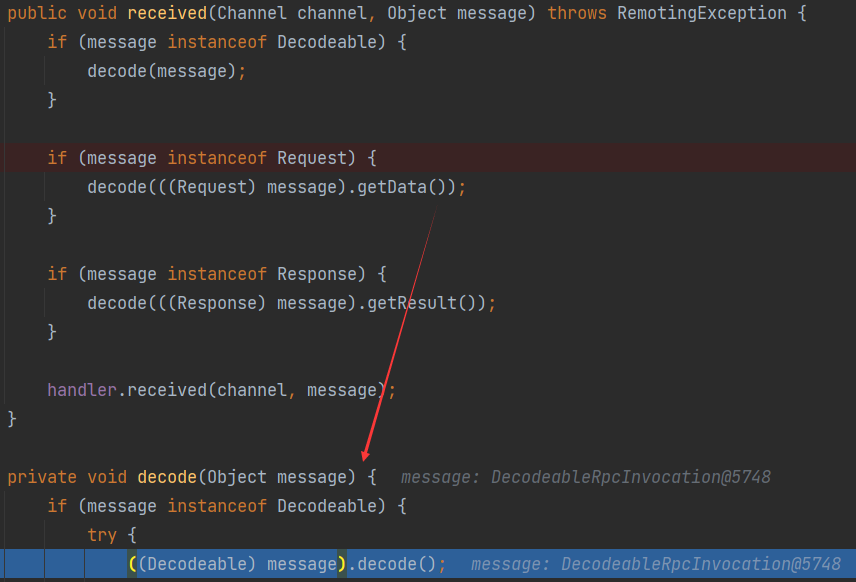 public void received(Channel channel, Object message) throws RemotingException {
if (message instanceof Decodeable) {
decode(message);
}
if (message instanceof Request) {
decode(((Request) message).getData());
}
if (message instanceof Response) {
decode(((Response) message).getResult());
}
handler.received(channel, message);
}
private void decode(Object message) { message: DecodeableRpcInvocation@5748
if (message instanceof Decodeable) {
try {
((Decodeable) message).decode(); message: DecodeableRpcInvocation@5748